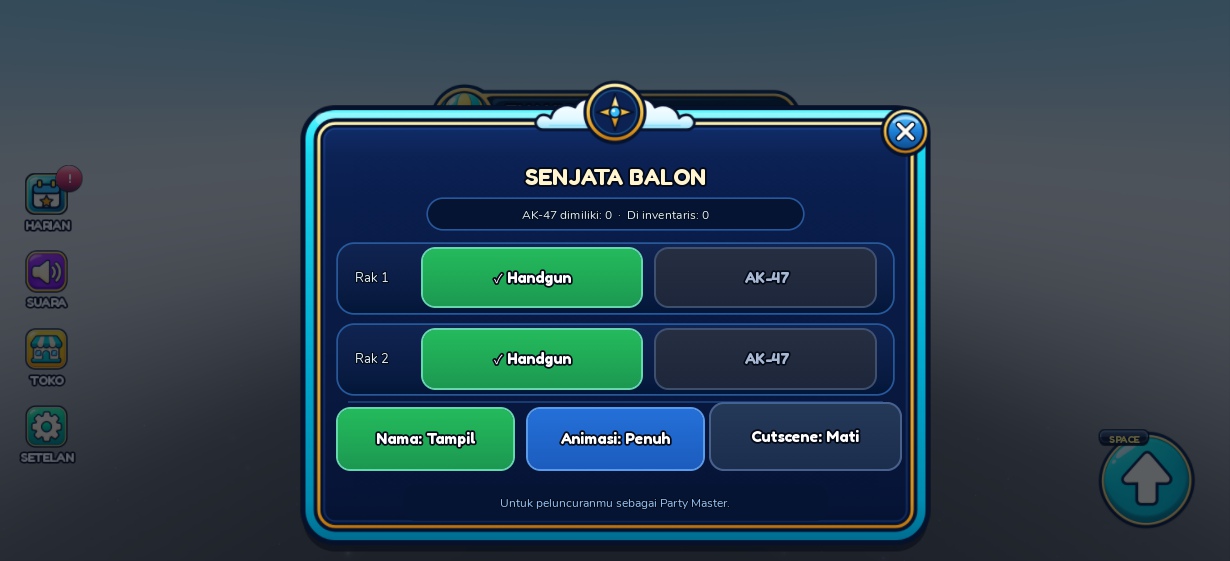 SENJATA BALON
AK-47 dimiliki: 0 · Di inventaris: 0
Rak 1
✓ Handgun
AK-47
Rak 2
✓ Handgun
AK-47
Nama: Tampil
Animasi: Penuh
Cutscene: Mati
Untuk peluncuranmu sebagai Party Master.
!
HARIAN
SUARA
TOKO
SETELAN
SPACE